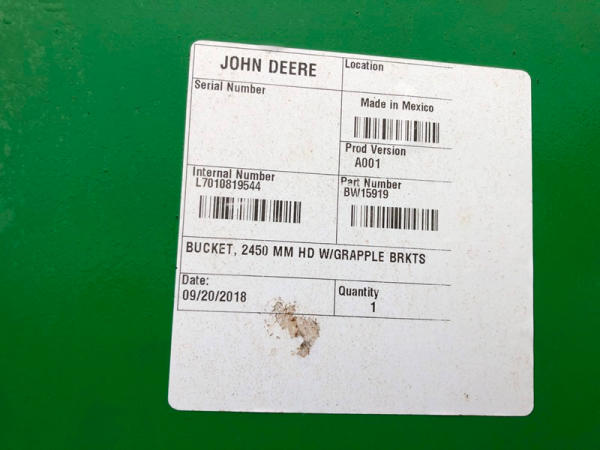 JOHN DEERE
Location
Serial Number
Made in Mexico
Prod Version
A001
Internal Number
L7010819544
Part Number
BW15919
BUCKET, 2450 MM HD W/GRAPPLE BRKTS
Date:
09/20/2018
Quantity
1